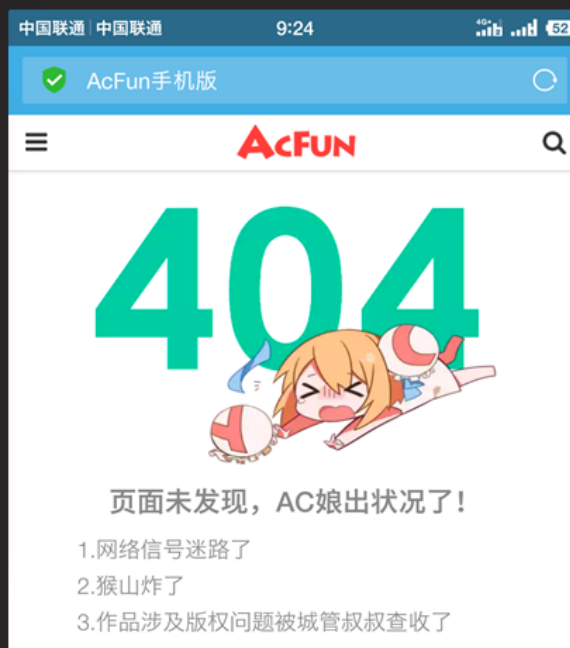 中国联通 | 中国联通 9:24 4G+ 52
AcFun手机版
ACFUN
404
页面未发现，AC娘出状况了！
1.网络信号迷路了
2.猴山炸了
3.作品涉及版权问题被城管叔叔查收了